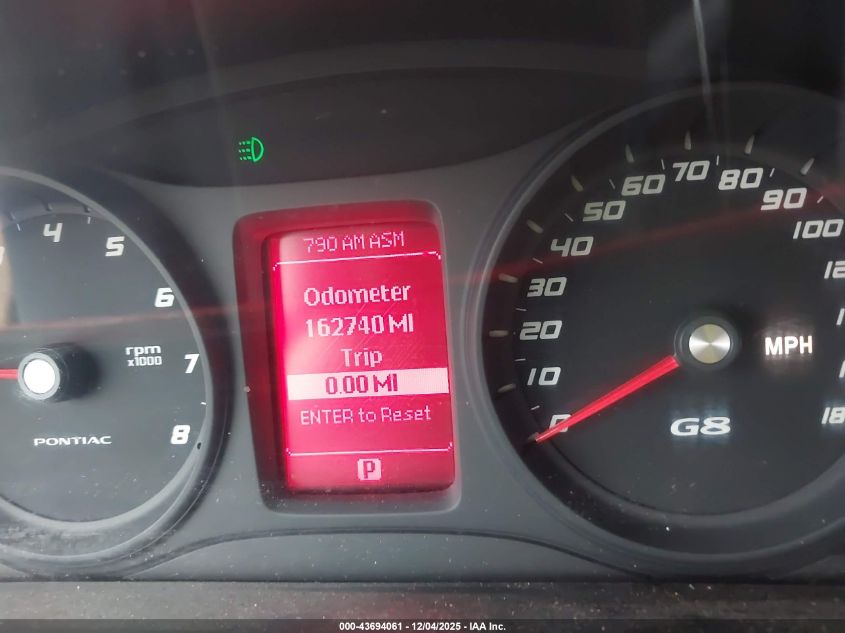 790 AM ASM
Odometer
162740 MI
Trip
0.00 MI
ENTER to Reset
P
4
5
6
7
8
rpm
x1000
PONTIAC
0
10
20
30
40
50
60
70
80
90
100
MPH
G8
000-43694061 - 12/04/2025 - IAA Inc.